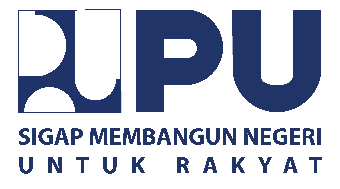 PU
SIGAP MEMBANGUN NEGERI
UNTUK RAKYAT